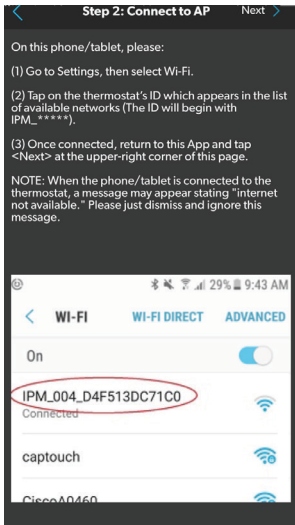 Step 2: Connect to AP Next
On this phone/tablet, please:
(1) Go to Settings, then select Wi-Fi.
(2) Tap on the thermostat's ID which appears in the list
of available networks (The ID will begin with
IPM_*****).
(3) Once connected, return to this App and tap
<Next> at the upper-right corner of this page.
NOTE: When the phone/tablet is connected to the
thermostat, a message may appear stating "internet
not available." Please just dismiss and ignore this
message.
29% 9:43 AM
WI-FI WI-FI DIRECT ADVANCED
On
IPM_004_D4F513DC71C0
Connected
captouch
CiscoA0460